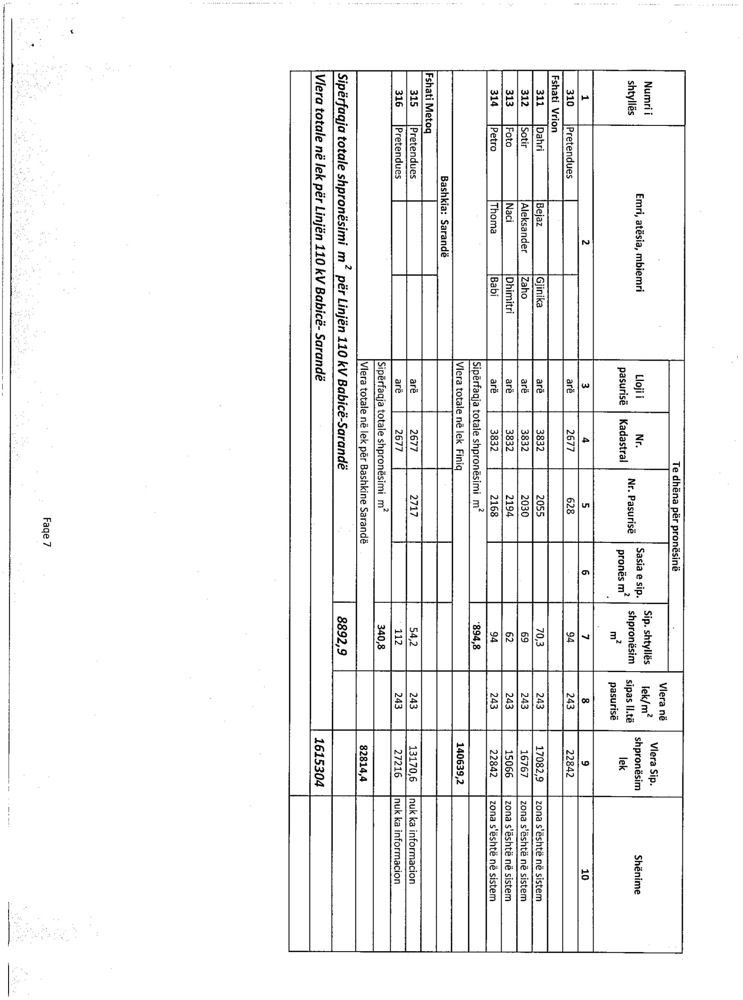 Te dhëna për pronësinë
Numri i shtyllës | Emri, atësia, mbiemri | Lloji i pasurisë | Nr. Kadastral | Nr. Pasurisë | Sasia e sip. pronës m² | Sip. shtyllës shpronësim m² | Vlera në lek/m² sipas ll.të pasurisë | Vlera Sip. shpronësim lek | Shënime
1 | 2 | 3 | 4 | 5 | 6 | 7 | 8 | 9 | 10
310 | Pretendues | arë | 2677 | 628 | 94 | 243 | 22842
Fshati Vrion
311 | Dahri | Bejaz | Gjinika | arë | 3832 | 2055 | 70,3 | 243 | 17082,9 | zona s'është në sistem
312 | Sotir | Aleksander | Zaho | arë | 3832 | 2030 | 69 | 243 | 16767 | zona s'është në sistem
313 | Foto | Naci | Dhimitri | arë | 3832 | 2194 | 62 | 243 | 15066 | zona s'është në sistem
314 | Petro | Thoma | Babi | arë | 3832 | 2168 | 94 | 243 | 22842 | zona s'është në sistem
Sipërfaqja totale shpronësimi m² | 894,8
Vlera totale në lek Finiq | 140639,2
Bashkia: Sarandë
Fshati Metoq
315 | Pretendues | arë | 2677 | 2717 | 54,2 | 243 | 13170,6 | nuk ka informacion
316 | Pretendues | arë | 2677 | 112 | 243 | 27216 | nuk ka informacion
Sipërfaqja totale shpronësimi m² | 340,8
Vlera totale në lek për Bashkine Sarandë | 82814,4
Sipërfaqja totale shpronësimi m² për Linjën 110 kV Babicë-Sarandë | 8892,9
Vlera totale në lek për Linjën 110 kV Babicë- Sarandë | 1615304
Faqe 7